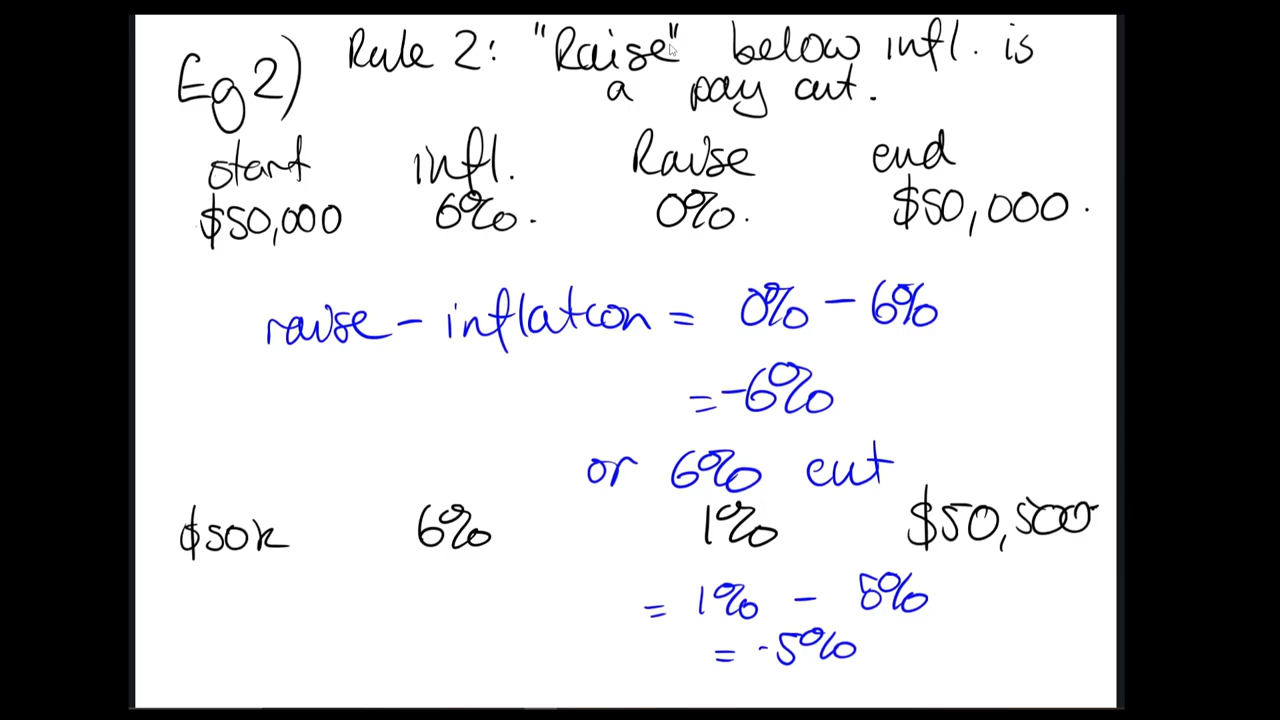 Eg 2) Rule 2: "Raise" below infl. is
a pay cut.
start infl. Raise end
$50,000 6%. 0%. $50,000.
raise - inflation = 0% - 6%
= -6%
or 6% cut
$50k 6% 1% $50,500
= 1% - 6%
= -5%